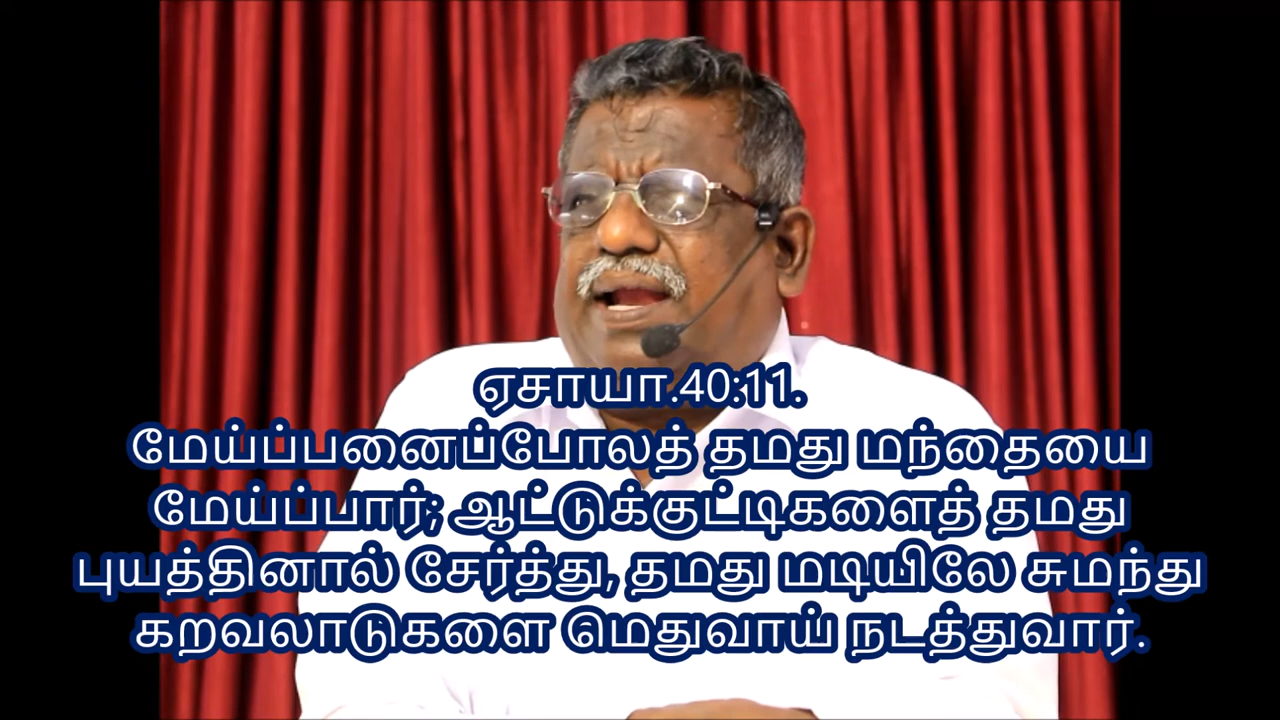 ஏசாயா.40:11.
மேய்ப்பனைப்போலத் தமது மந்தையை
மேய்ப்பார்; ஆட்டுக்குட்டிகளைத் தமது
புயத்தினால் சேர்த்து, தமது மடியிலே சுமந்து
கறவலாடுகளை மெதுவாய் நடத்துவார்.